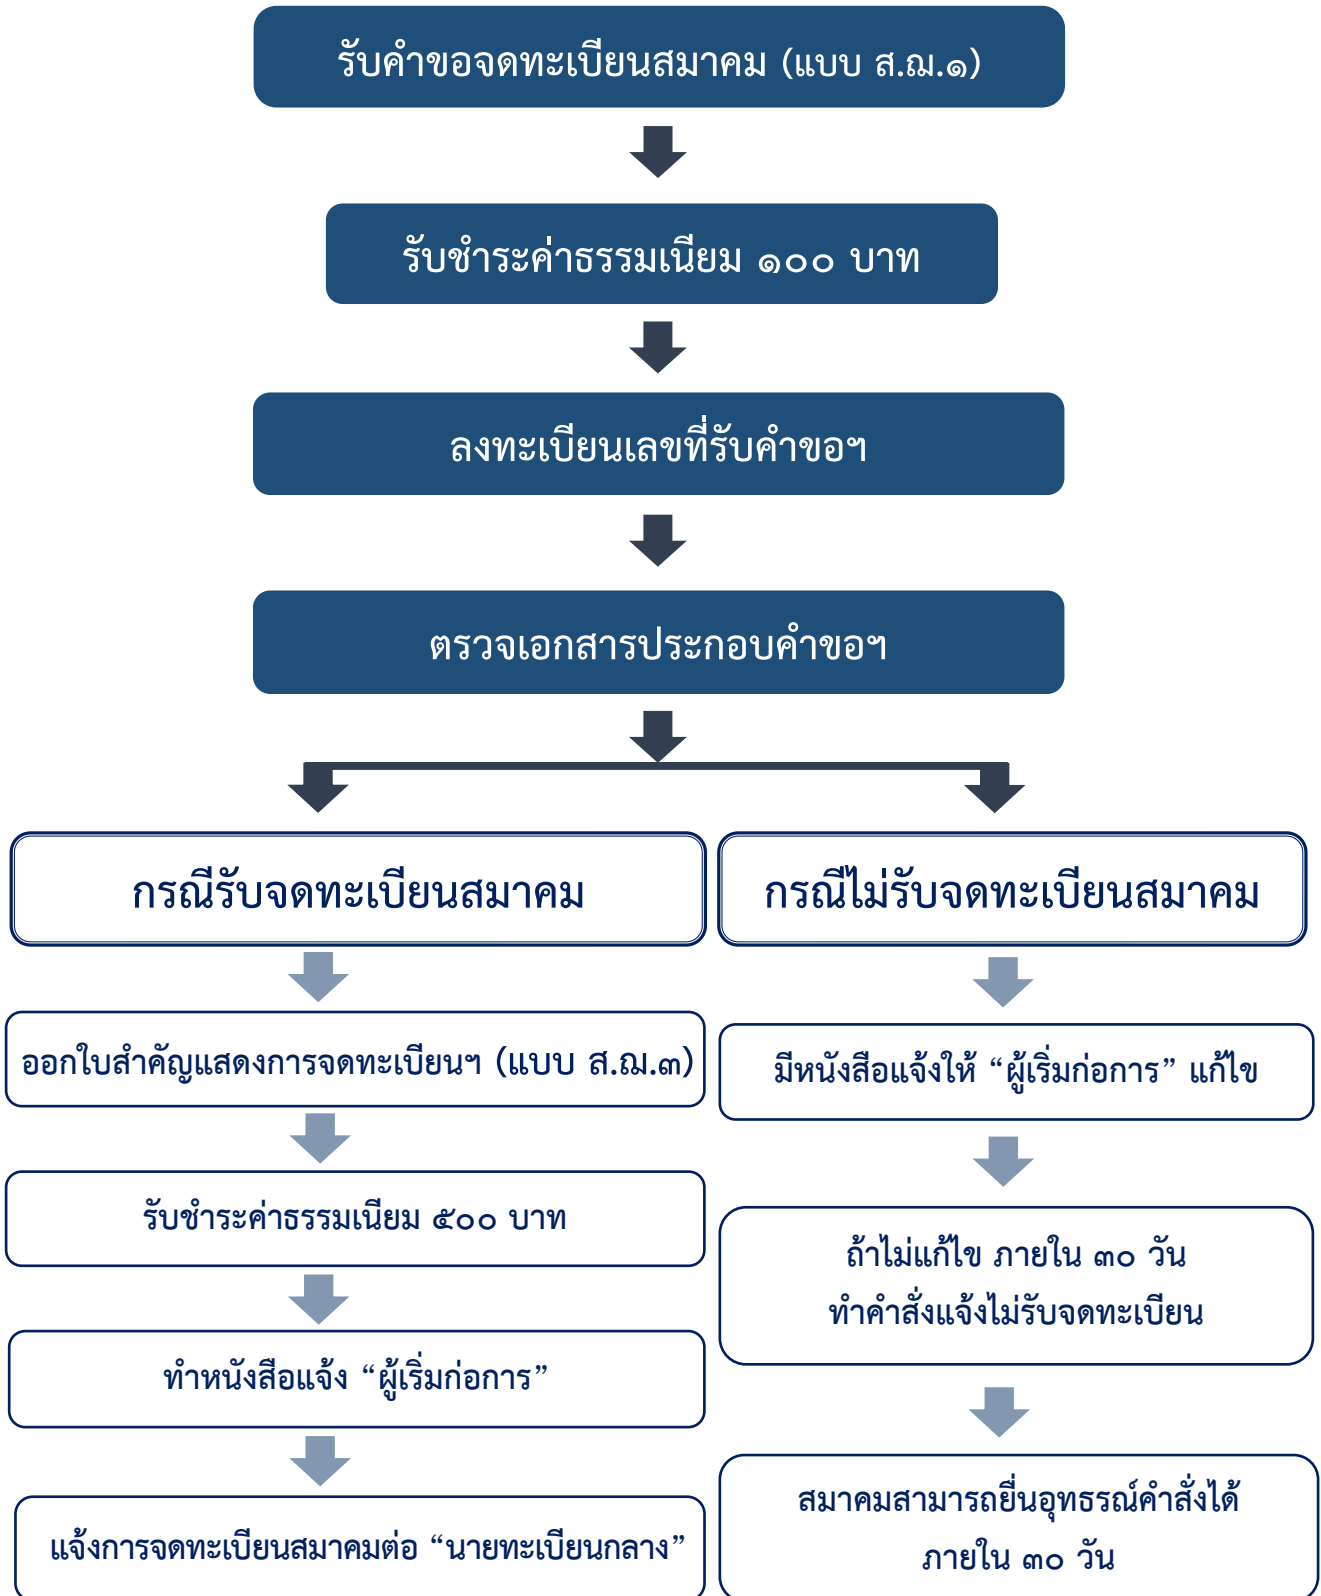 รับคำขอจดทะเบียนสมาคม (แบบ ส.ฌ.๑)
รับชำระค่าธรรมเนียม ๑๐๐ บาท
ลงทะเบียนเลขที่รับคำขอฯ
ตรวจเอกสารประกอบคำขอฯ
กรณีรับจดทะเบียนสมาคม
ออกใบสำคัญแสดงการจดทะเบียนฯ (แบบ ส.ฌ.๓)
รับชำระค่าธรรมเนียม ๕๐๐ บาท
ทำหนังสือแจ้ง “ผู้เริ่มก่อการ”
แจ้งการจดทะเบียนสมาคมต่อ “นายทะเบียนกลาง”
กรณีไม่รับจดทะเบียนสมาคม
มีหนังสือแจ้งให้ “ผู้เริ่มก่อการ” แก้ไข
ถ้าไม่แก้ไข ภายใน ๓๐ วัน
ทำคำสั่งแจ้งไม่รับจดทะเบียน
สมาคมสามารถยื่นอุทธรณ์คำสั่งได้
ภายใน ๓๐ วัน